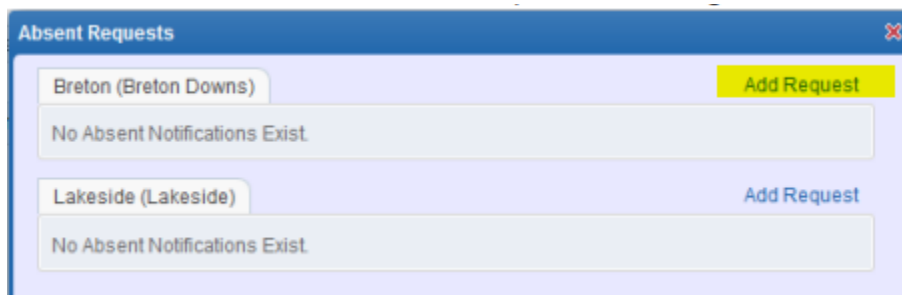 Absent Requests
Breton (Breton Downs)
Add Request
No Absent Notifications Exist.
Lakeside (Lakeside)
Add Request
No Absent Notifications Exist.